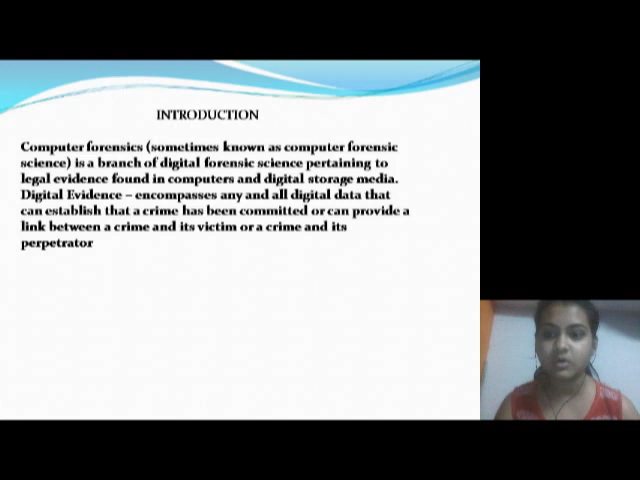 INTRODUCTION
Computer forensics (sometimes known as computer forensic
science) is a branch of digital forensic science pertaining to
legal evidence found in computers and digital storage media.
Digital Evidence – encompasses any and all digital data that
can establish that a crime has been committed or can provide a
link between a crime and its victim or a crime and its
perpetrator